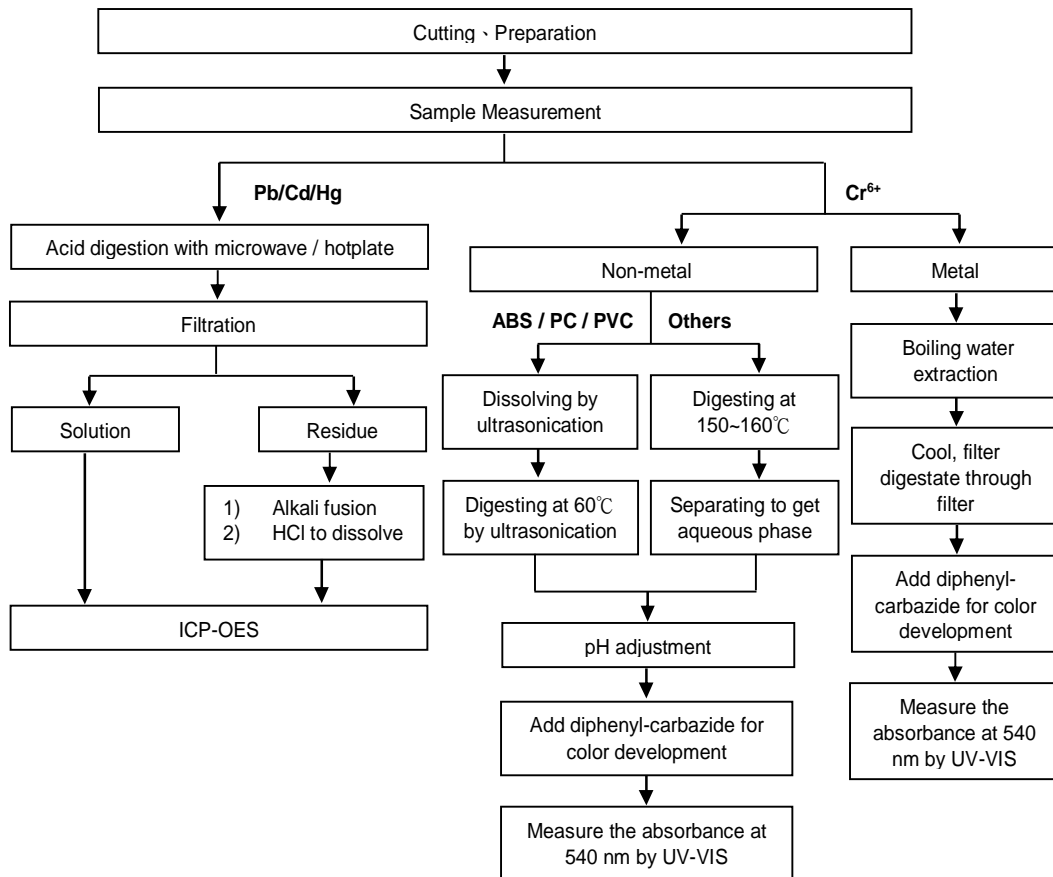 Cutting、Preparation
Sample Measurement
Pb/Cd/Hg
Acid digestion with microwave / hotplate
Filtration
Solution
Residue
1) Alkali fusion
2) HCl to dissolve
ICP-OES
Cr⁶⁺
Non-metal
ABS / PC / PVC
Dissolving by
ultrasonication
Digesting at 60℃
by ultrasonication
Others
Digesting at
150~160℃
Separating to get
aqueous phase
pH adjustment
Add diphenyl-carbazide for
color development
Measure the absorbance at
540 nm by UV-VIS
Metal
Boiling water
extraction
Cool, filter
digestate through
filter
Add diphenyl-
carbazide for color
development
Measure the
absorbance at 540
nm by UV-VIS